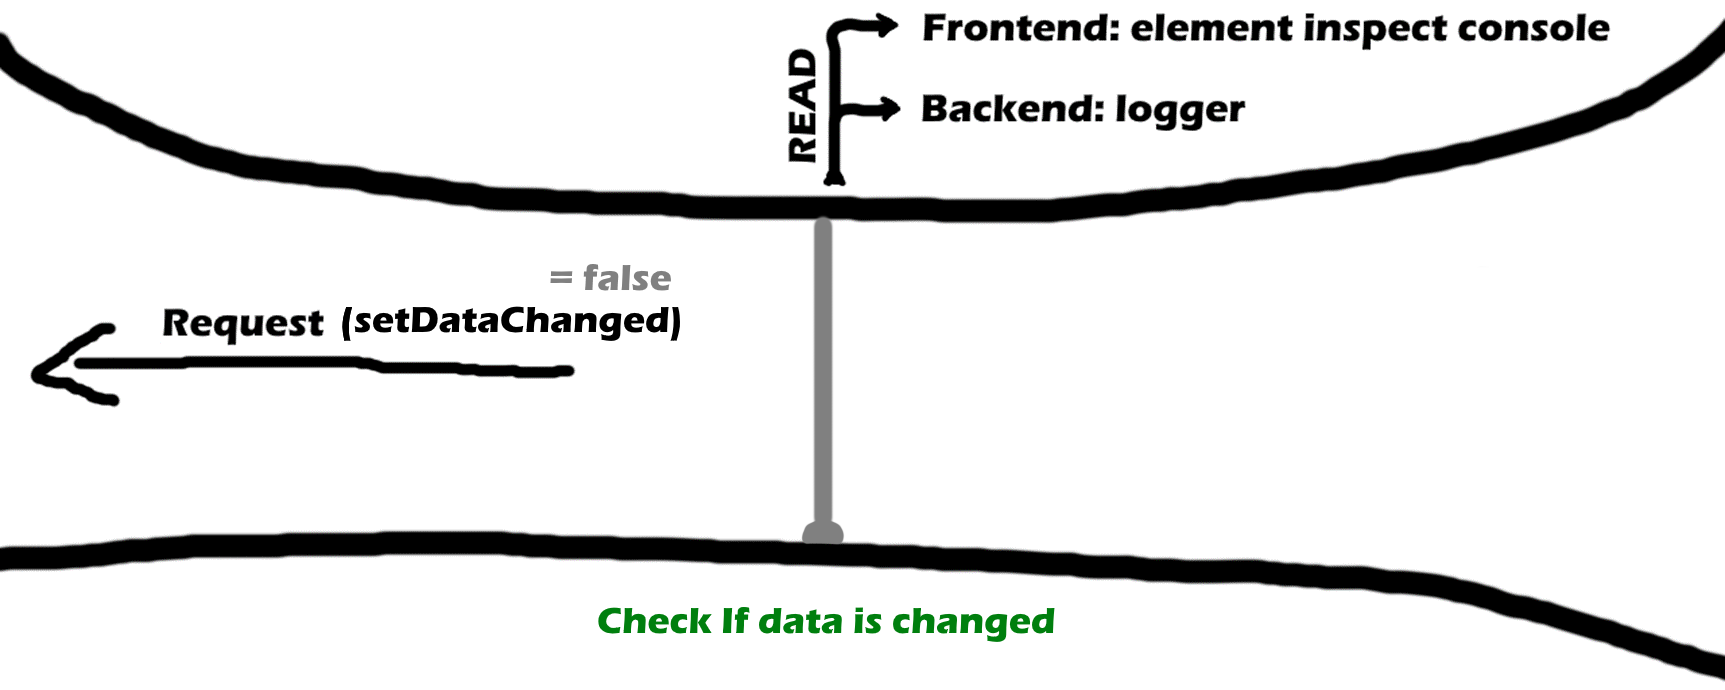 READ
Frontend: element inspect console
Backend: logger
= false
Request (setDataChanged)
Check If data is changed